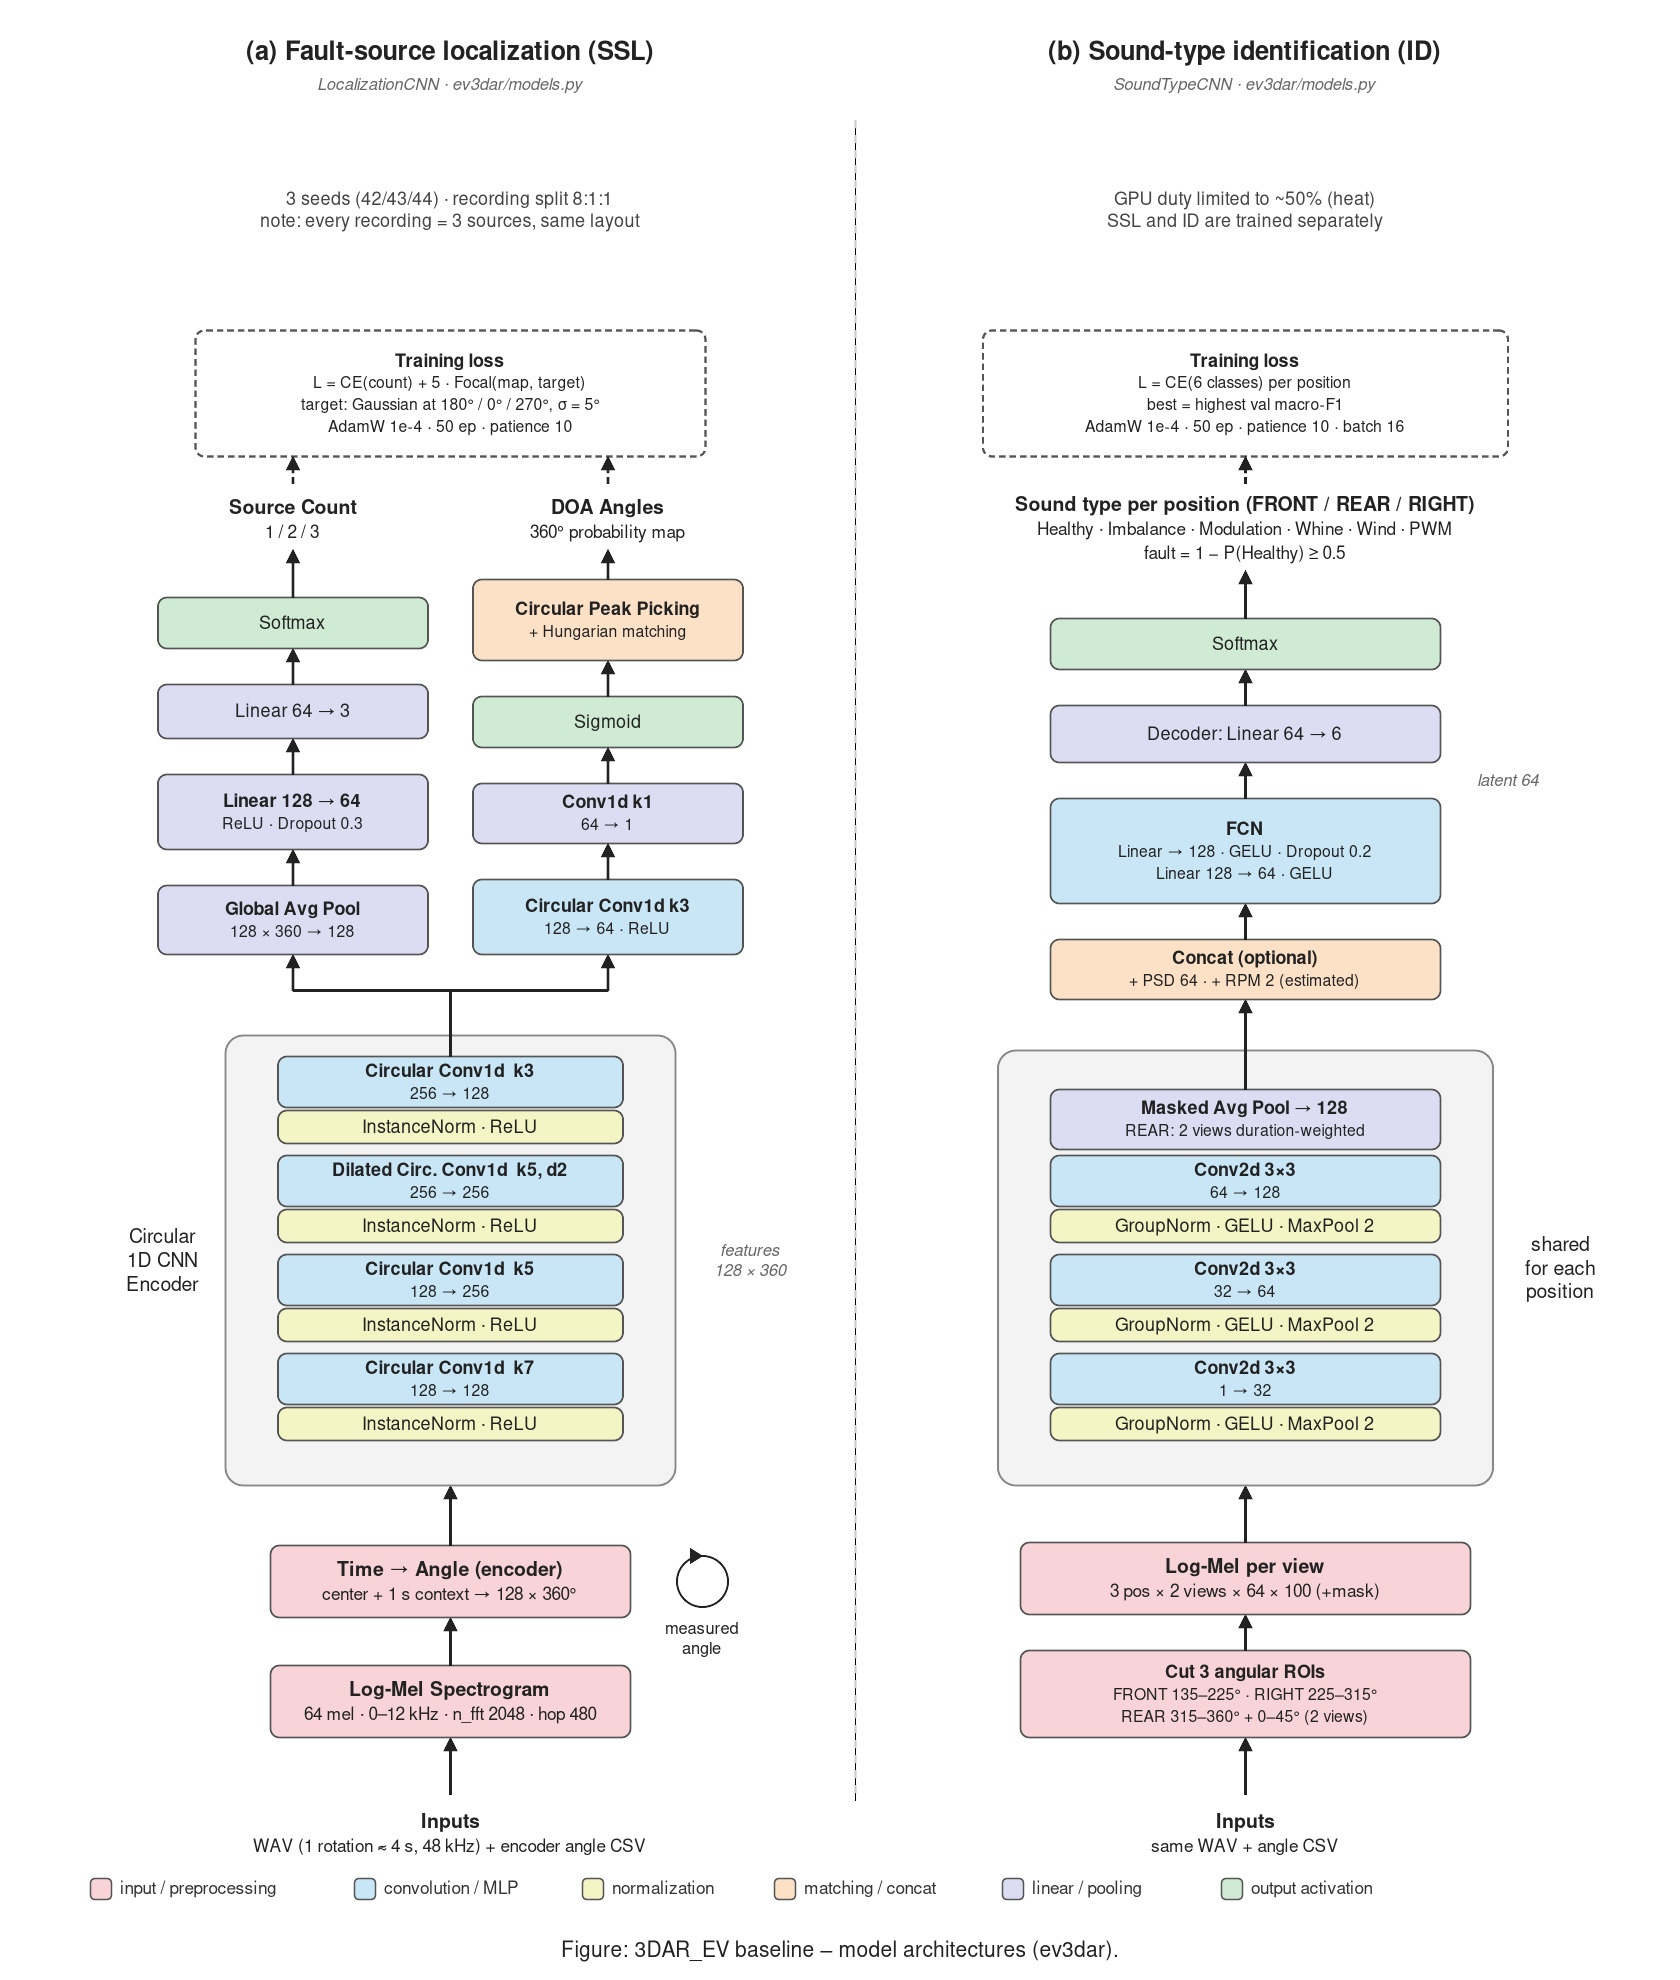 (a) Fault-source localization (SSL)
LocalizationCNN · ev3dar/models.py
3 seeds (42/43/44) · recording split 8:1:1
note: every recording = 3 sources, same layout
Training loss
L = CE(count) + 5 · Focal(map, target)
target: Gaussian at 180° / 0° / 270°, σ = 5°
AdamW 1e-4 · 50 ep · patience 10
Source Count
1 / 2 / 3
DOA Angles
360° probability map
Softmax
Circular Peak Picking
+ Hungarian matching
Linear 64 → 3
Sigmoid
Linear 128 → 64
ReLU · Dropout 0.3
Conv1d k1
64 → 1
Global Avg Pool
128 × 360 → 128
Circular Conv1d k3
128 → 64 · ReLU
Circular Conv1d k3
256 → 128
InstanceNorm · ReLU
Dilated Circ. Conv1d k5, d2
256 → 256
InstanceNorm · ReLU
Circular Conv1d k5
128 → 256
InstanceNorm · ReLU
Circular Conv1d k7
128 → 128
InstanceNorm · ReLU
Circular
1D CNN
Encoder
features
128 × 360
Time → Angle (encoder)
center + 1 s context → 128 × 360°
measured
angle
Log-Mel Spectrogram
64 mel · 0–12 kHz · n_fft 2048 · hop 480
Inputs
WAV (1 rotation ≈ 4 s, 48 kHz) + encoder angle CSV
(b) Sound-type identification (ID)
SoundTypeCNN · ev3dar/models.py
GPU duty limited to ~50% (heat)
SSL and ID are trained separately
Training loss
L = CE(6 classes) per position
best = highest val macro-F1
AdamW 1e-4 · 50 ep · patience 10 · batch 16
Sound type per position (FRONT / REAR / RIGHT)
Healthy · Imbalance · Modulation · Whine · Wind · PWM
fault = 1 − P(Healthy) ≥ 0.5
Softmax
Decoder: Linear 64 → 6
latent 64
FCN
Linear → 128 · GELU · Dropout 0.2
Linear 128 → 64 · GELU
Concat (optional)
+ PSD 64 · + RPM 2 (estimated)
Masked Avg Pool → 128
REAR: 2 views duration-weighted
Conv2d 3×3
64 → 128
GroupNorm · GELU · MaxPool 2
Conv2d 3×3
32 → 64
GroupNorm · GELU · MaxPool 2
Conv2d 3×3
1 → 32
GroupNorm · GELU · MaxPool 2
shared
for each
position
Log-Mel per view
3 pos × 2 views × 64 × 100 (+mask)
Cut 3 angular ROIs
FRONT 135–225° · RIGHT 225–315°
REAR 315–360° + 0–45° (2 views)
Inputs
same WAV + angle CSV
input / preprocessing
convolution / MLP
normalization
matching / concat
linear / pooling
output activation
Figure: 3DAR_EV baseline – model architectures (ev3dar).